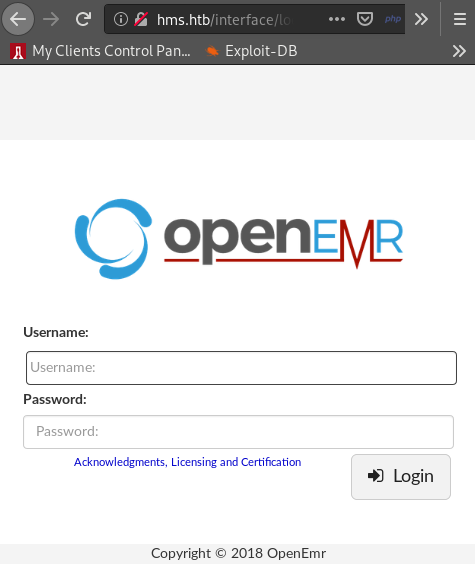 hms.htb/interface/lo
php
My Clients Control Pan... Exploit-DB
openEMR
Username:
Username:
Password:
Password:
Acknowledgments, Licensing and Certification
Login
Copyright © 2018 OpenEmr